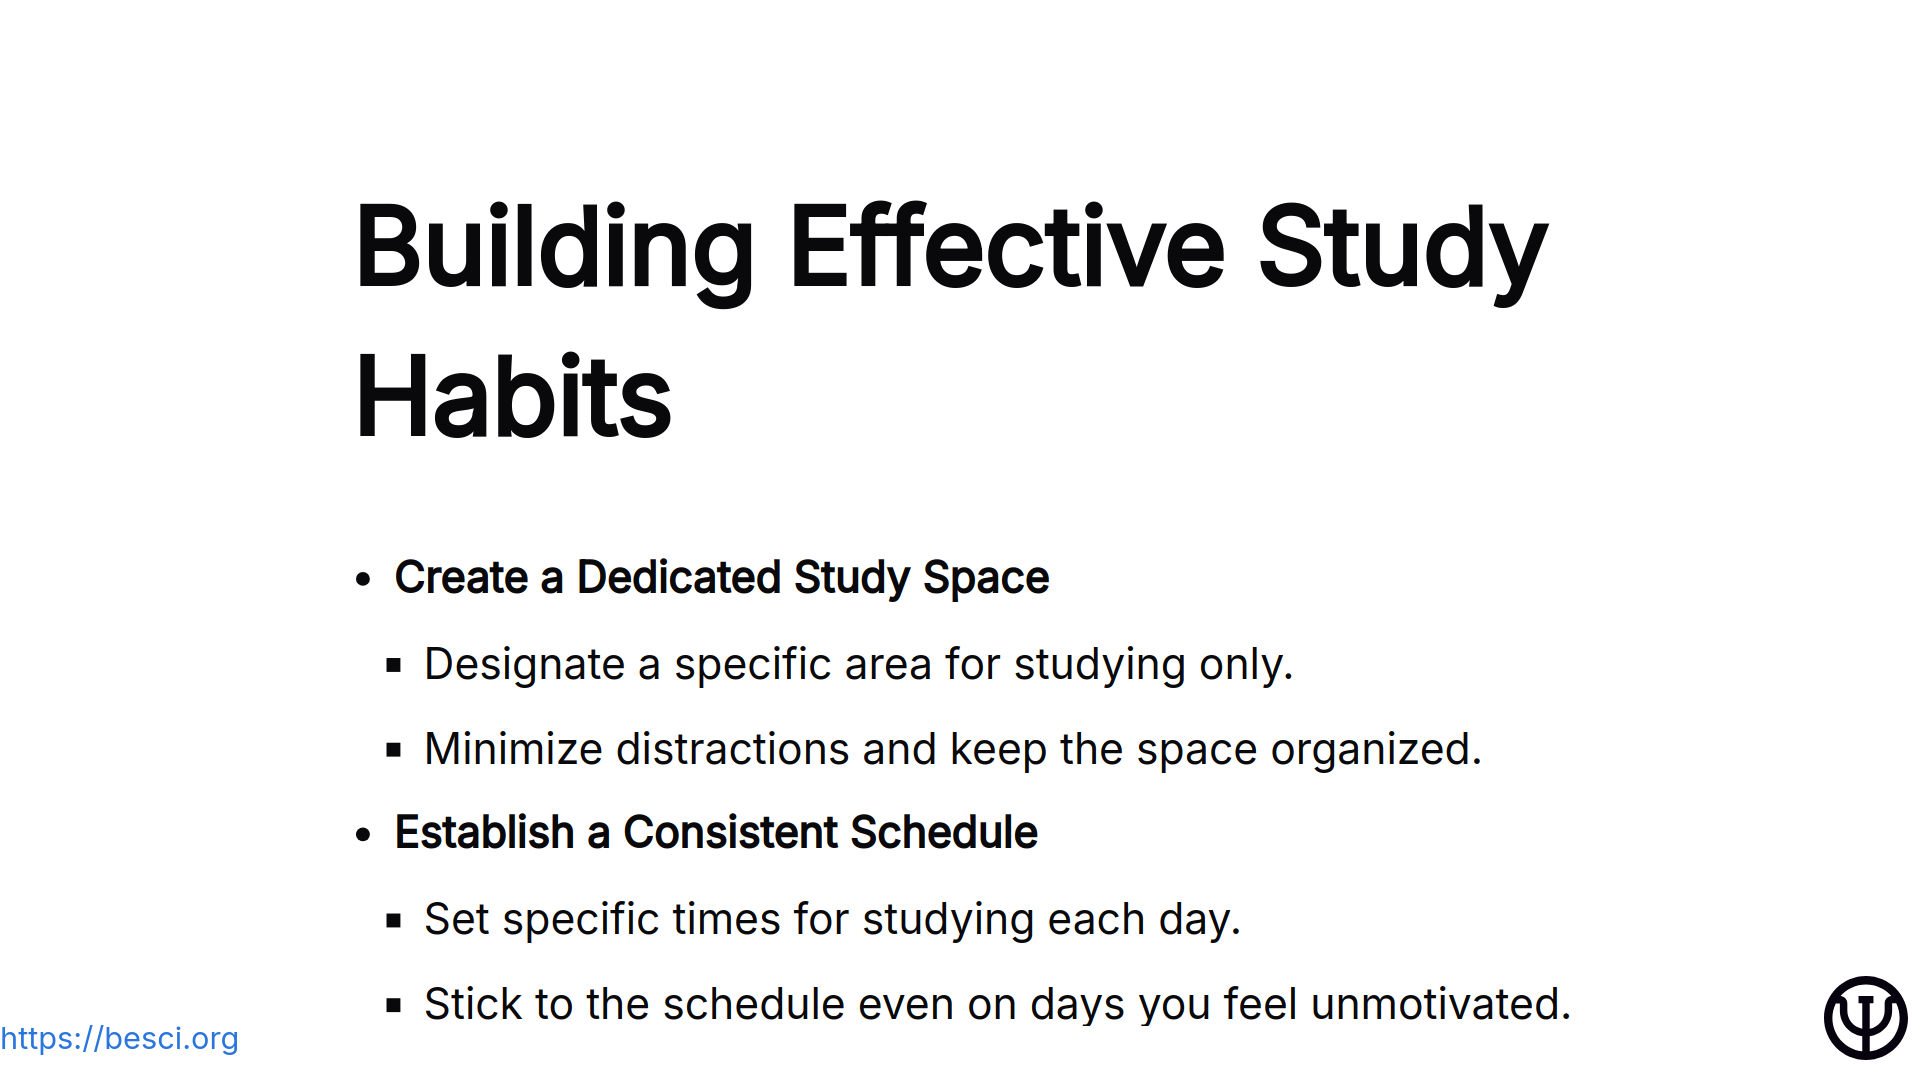 Building Effective Study
Habits
• Create a Dedicated Study Space
▪ Designate a specific area for studying only.
▪ Minimize distractions and keep the space organized.
• Establish a Consistent Schedule
▪ Set specific times for studying each day.
▪ Stick to the schedule even on days you feel unmotivated.
https://besci.org